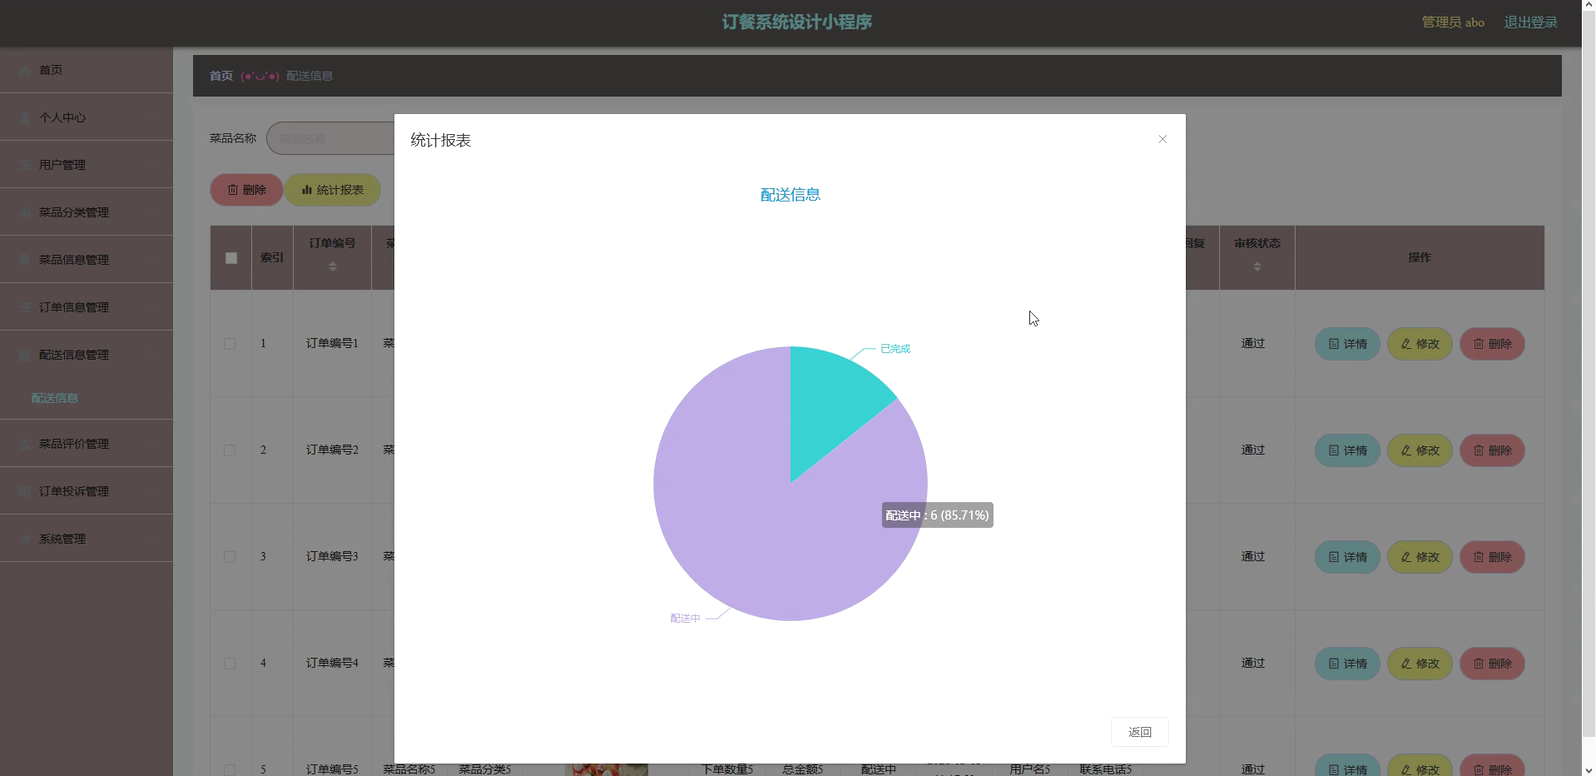 订餐系统设计小程序
管理员 abo
退出登录
首页
个人中心
用户管理
菜品分类管理
菜品信息管理
订单信息管理
配送信息管理
配送信息
菜品评价管理
订单投诉管理
系统管理
首页 (●'◡'●) 配送信息
菜品名称 菜品名称
删除 统计报表
索引 订单编号 菜 回复 审核状态 操作
1 订单编号1 菜 通过 详情 修改 删除
2 订单编号2 菜 通过 详情 修改 删除
3 订单编号3 菜 通过 详情 修改 删除
4 订单编号4 菜 通过 详情 修改 删除
5 订单编号5 菜品名称5 菜品分类5 下单数量5 总金额5 配送中 用户名5 联系电话5 通过 详情 修改 删除
统计报表
配送信息
已完成
配送中 : 6 (85.71%)
配送中
返回